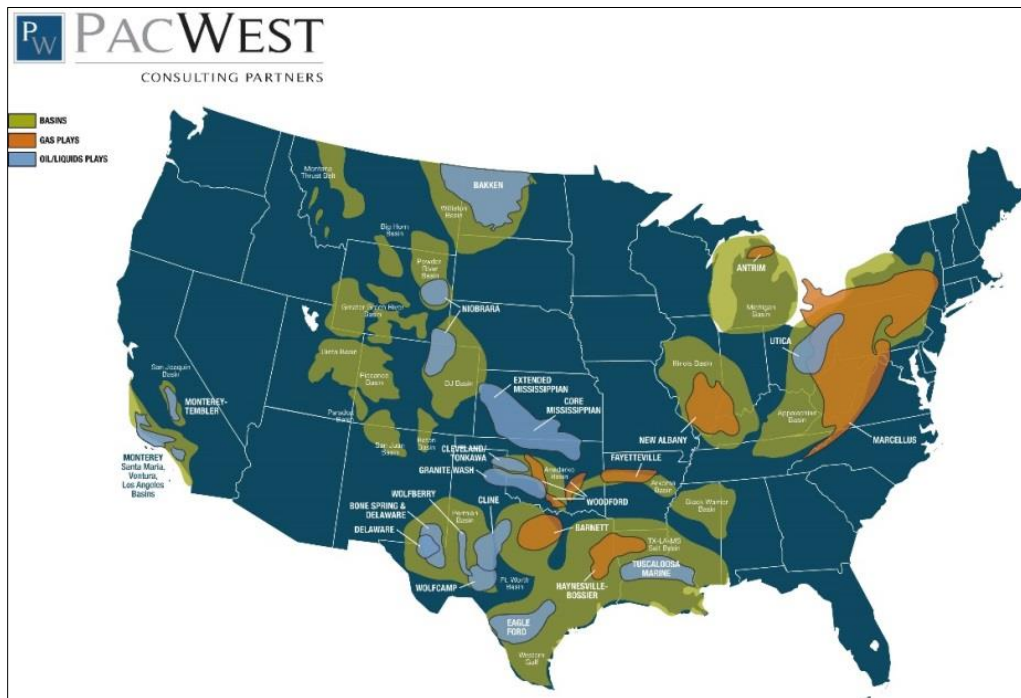 PW
PACWEST
CONSULTING PARTNERS
BASINS
GAS PLAYS
OIL/LIQUIDS PLAYS
Montana
Thrust Belt
BAKKEN
Williston
Basin
Big Horn
Basin
Powder
River
Basin
ANTRIM
Michigan
Basin
Greater Green River
Basin
NIOBRARA
UTICA
Uinta Basin
Piceance
Basin
DJ Basin
Illinois Basin
San Joaquin
Basin
MONTEREY-
TEMBLER
EXTENDED
MISSISSIPPIAN
CORE
MISSISSIPPIAN
Appalachian
Basin
Paradox
Basin
San Juan
Basin
Raton
Basin
NEW ALBANY
MARCELLUS
MONTEREY
Santa Maria,
Ventura,
Los Angeles
Basins
CLEVELAND/
TONKAWA
GRANITE WASH
Anadarko
Basin
FAYETTEVILLE
Arkoma
Basin
WOODFORD
WOLFBERRY
BONE SPRING &
DELAWARE
DELAWARE
CLINE
Permian
Basin
Black Warrior
Basin
BARNETT
TX-LA-MS
Salt Basin
TUSCALOOSA
MARINE
WOLFCAMP
Ft. Worth
Basin
HAYNESVILLE-
BOSSIER
EAGLE
FORD
Western
Gulf